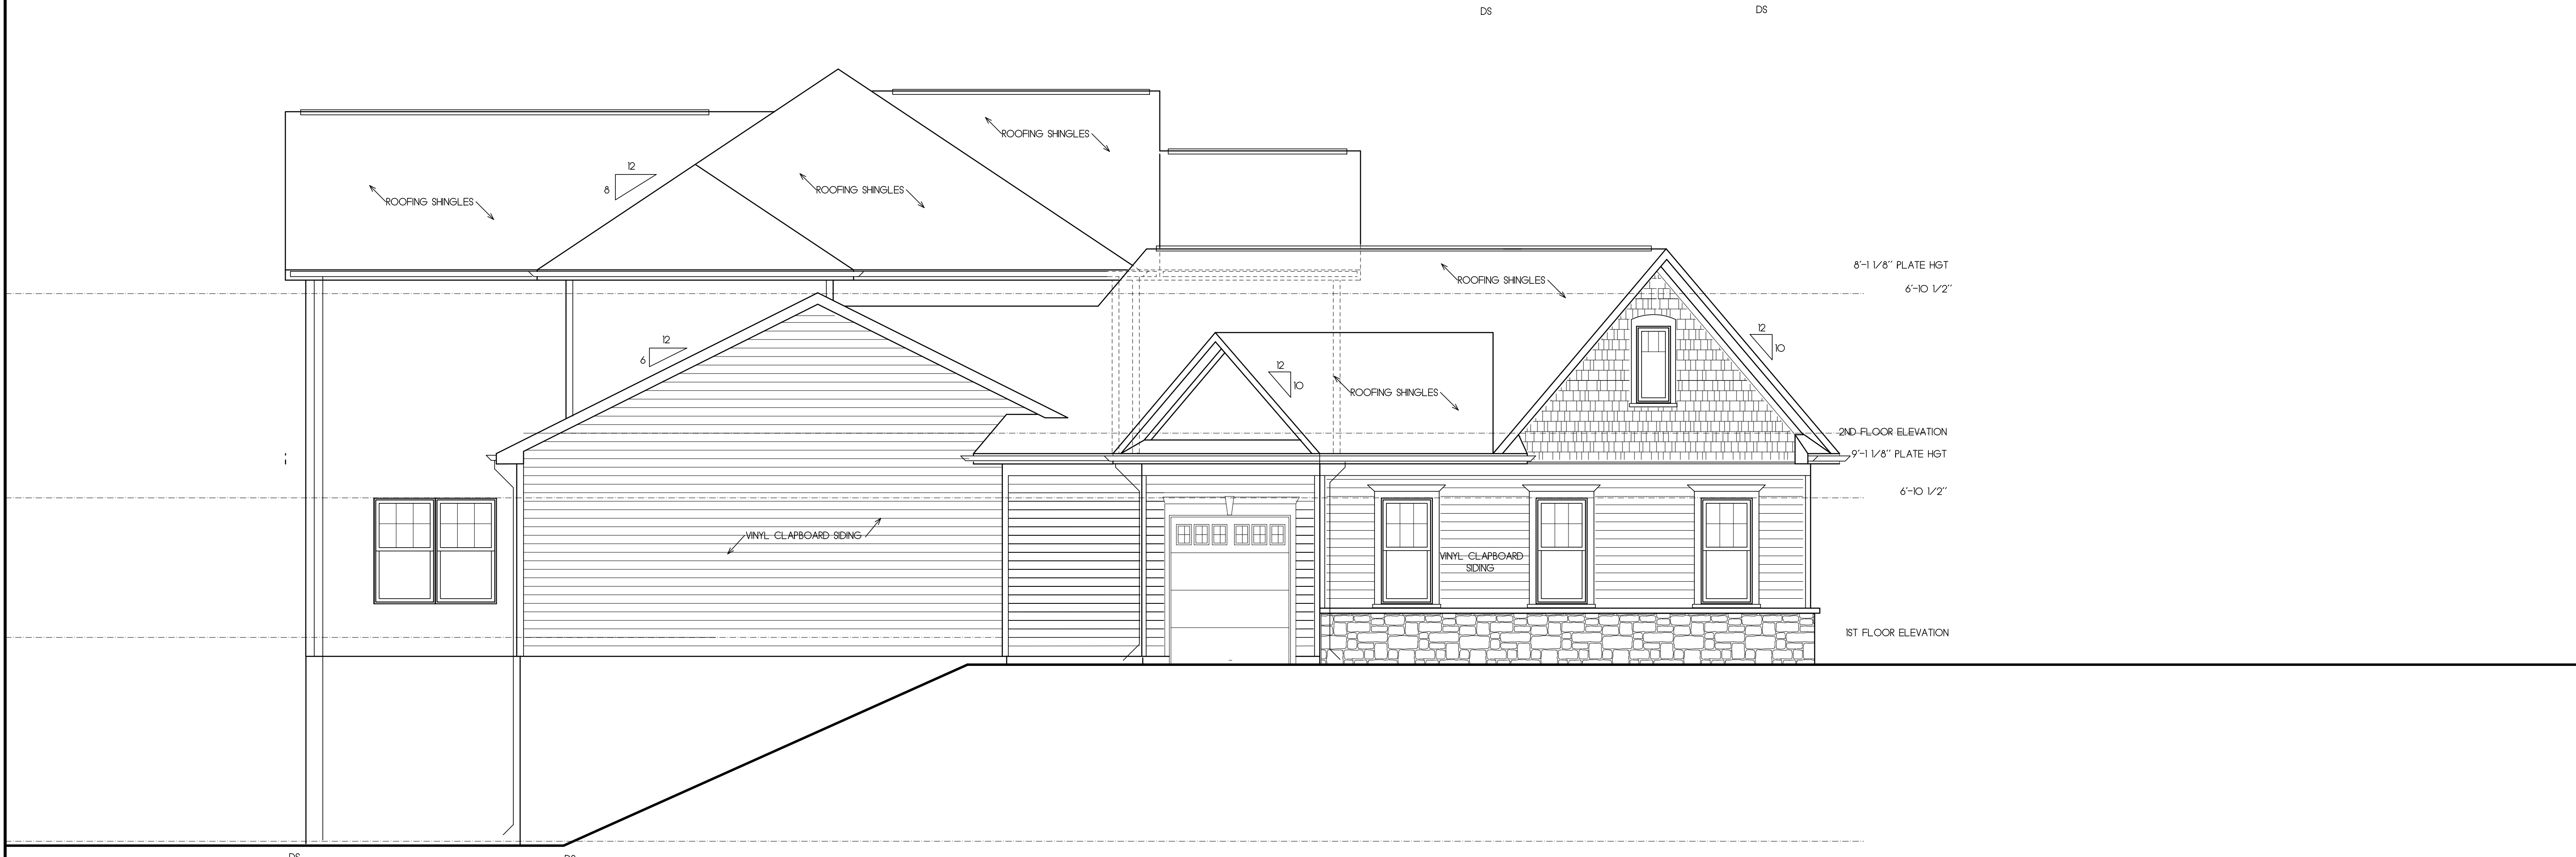 DS
DS
ROOFING SHINGLES
12
8
ROOFING SHINGLES
ROOFING SHINGLES
8'-1 1/8" PLATE HGT
ROOFING SHINGLES
6'-10 1/2"
12
6
12
10
12
10
ROOFING SHINGLES
2ND FLOOR ELEVATION
9'-1 1/8" PLATE HGT
6'-10 1/2"
VINYL CLAPBOARD SIDING
VINYL CLAPBOARD
SIDING
1ST FLOOR ELEVATION
DS
DS